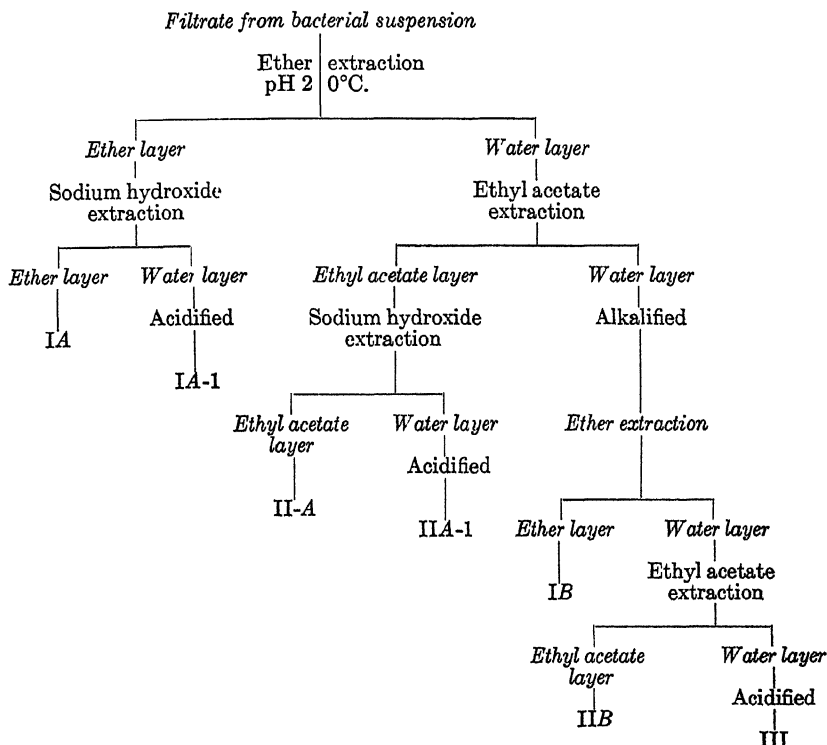 Filtrate from bacterial suspension
Ether extraction
pH 2 0°C.
Ether layer Water layer
Sodium hydroxide Ethyl acetate
extraction extraction
Ether layer Water layer Ethyl acetate layer Water layer
Acidified Sodium hydroxide Alkalified
IA extraction
IA-1
Ethyl acetate Water layer Ether extraction
layer
Acidified
II-A IIA-1 Ether layer Water layer
IB Ethyl acetate
extraction
Ethyl acetate Water layer
layer
Acidified
IIB III